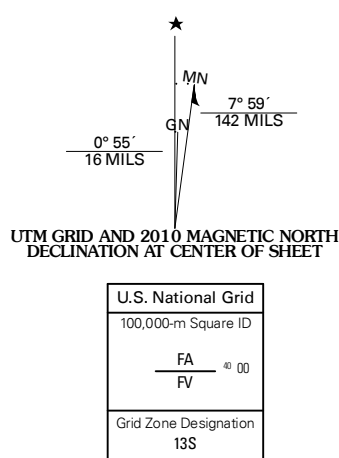 ★
MN
7° 59´
142 MILS
GN
0° 55´
16 MILS
UTM GRID AND 2010 MAGNETIC NORTH
DECLINATION AT CENTER OF SHEET
U.S. National Grid
100,000-m Square ID
FA
40 00
FV
Grid Zone Designation
13S